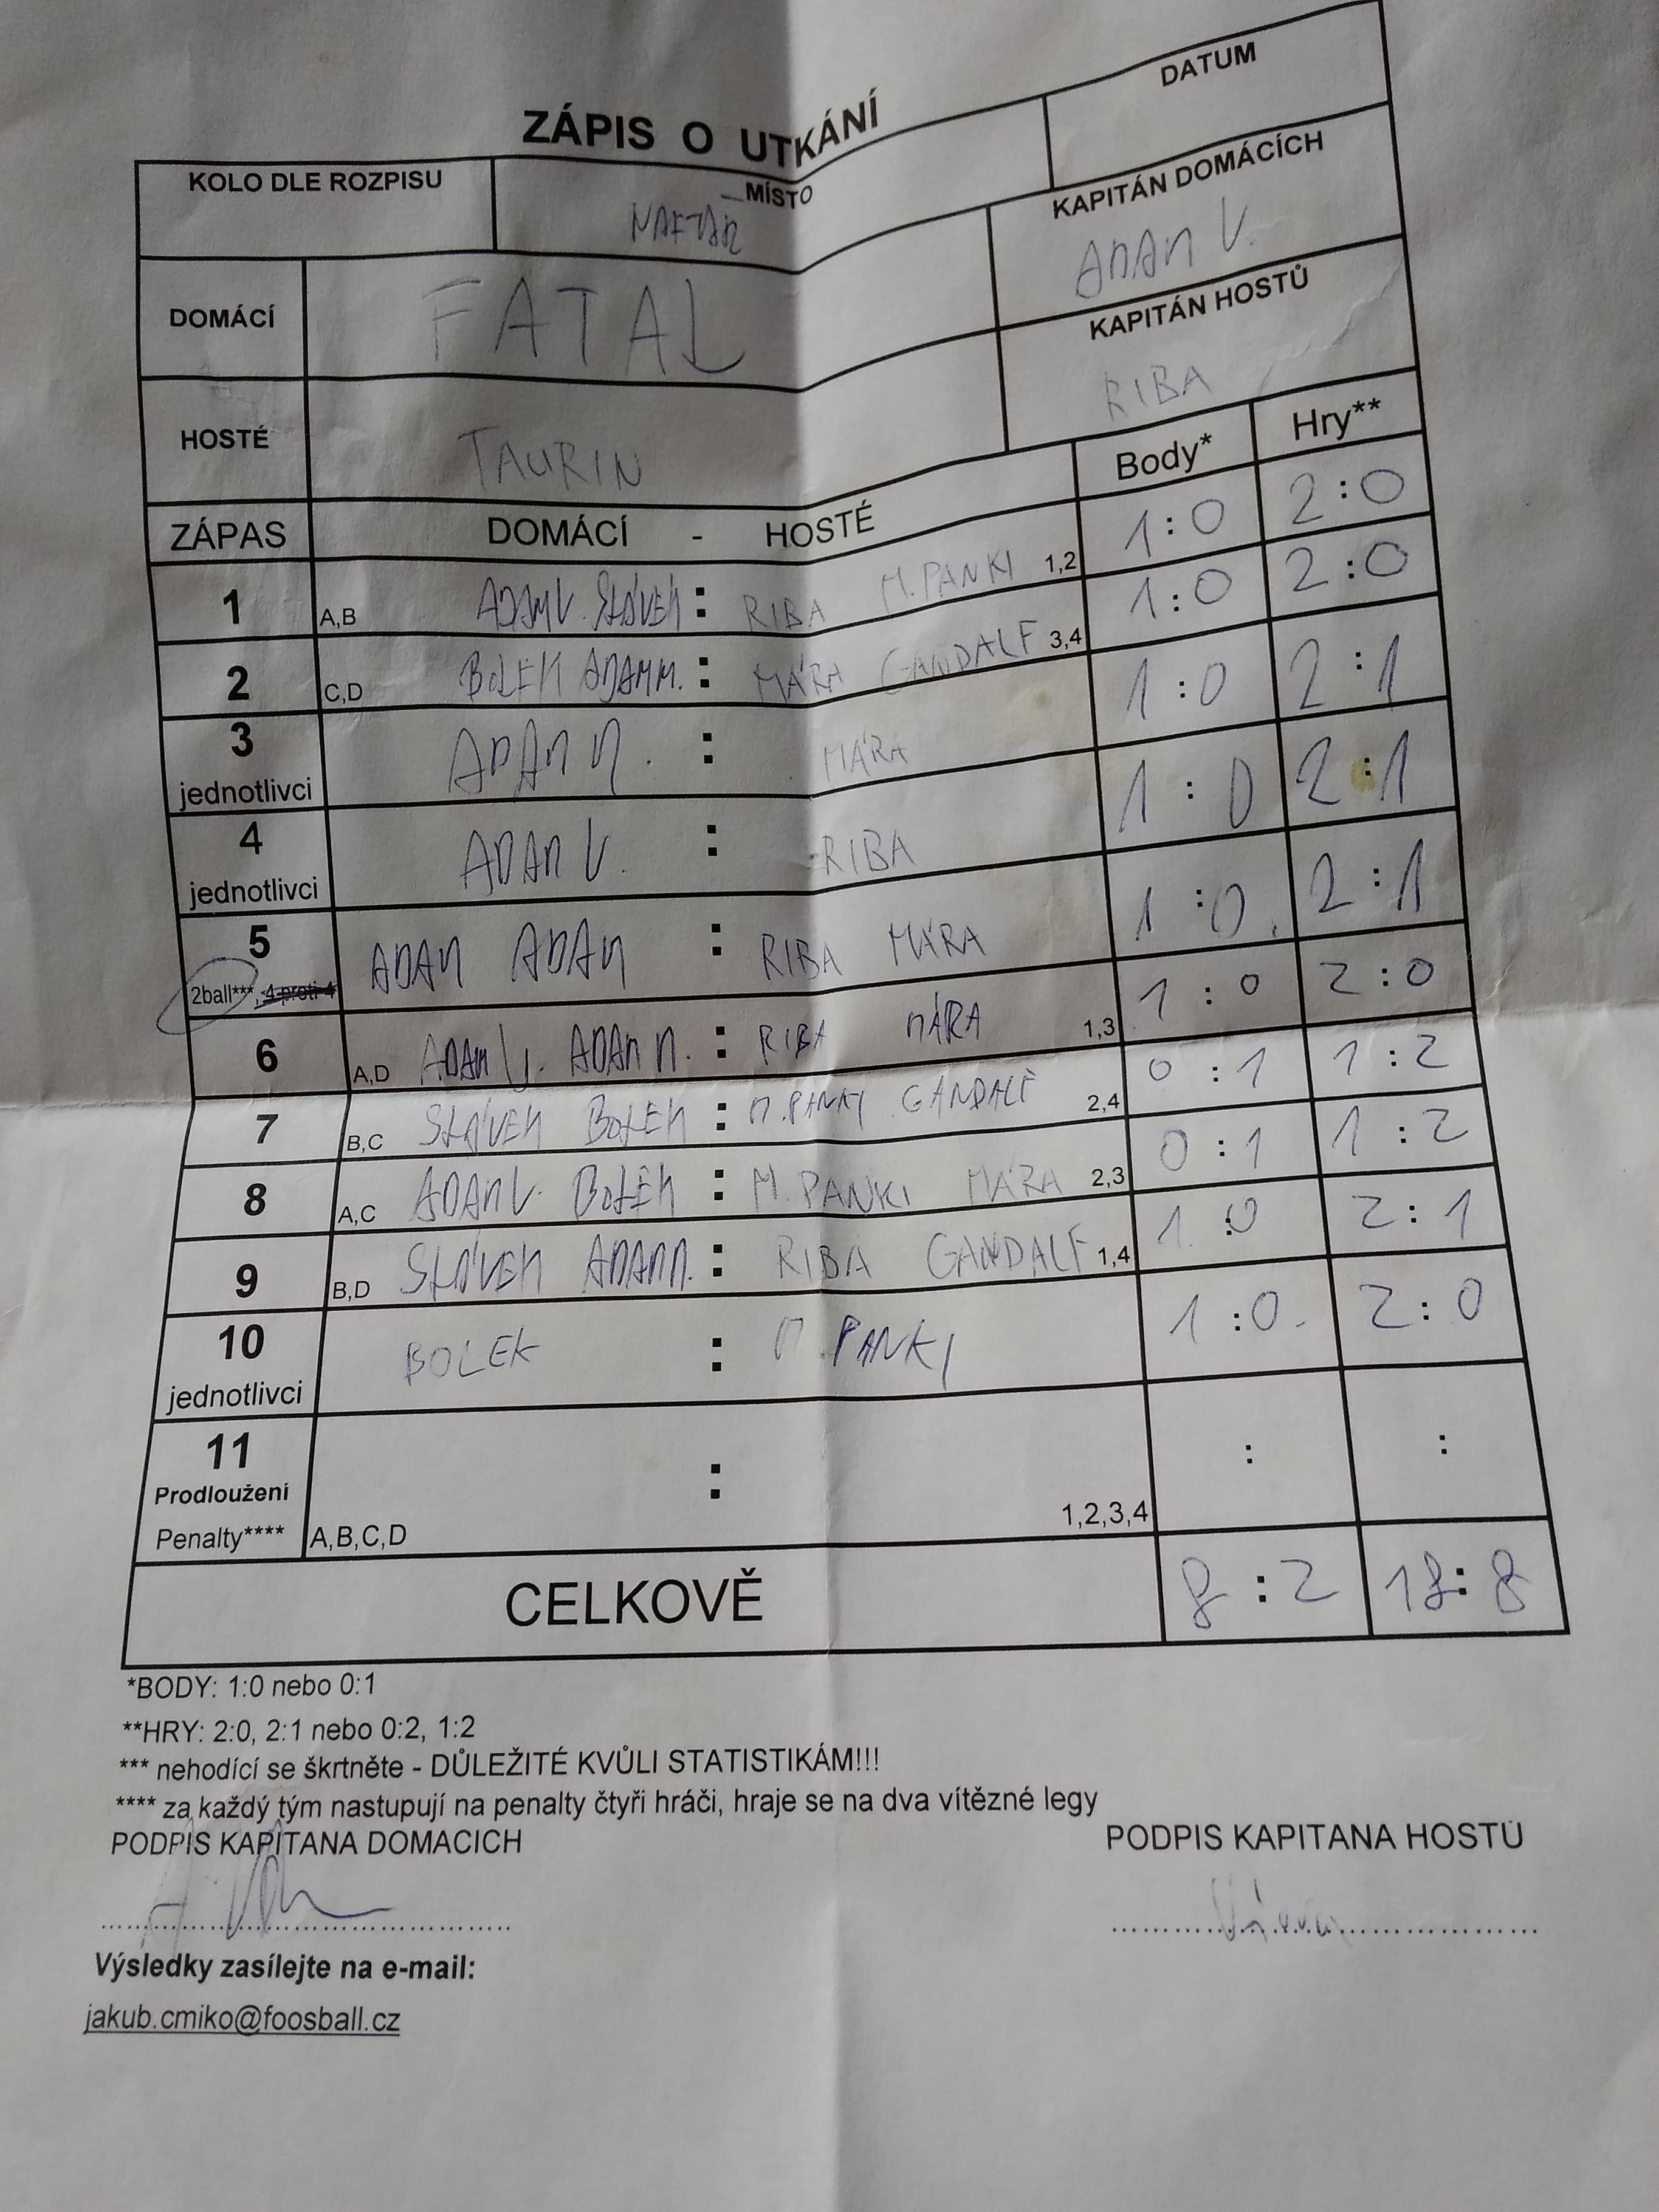 ZÁPIS O UTKÁNÍ
KOLO DLE ROZPISU
MÍSTO
NAFTAR
DATUM
KAPITÁN DOMÁCÍCH
ADAM V.
DOMÁCÍ
FATAL
KAPITÁN HOSTŮ
RIBA
HOSTÉ
TAURIN
ZÁPAS DOMÁCÍ - HOSTÉ Body* Hry**
1 A,B ADAM V. SLÁVEK : RIBA M.PANKI 1,2 1:0 2:0
2 C,D BOLEK ADAM M. : MÁRA GANDALF 3,4 1:0 2:0
3 jednotlivci ADAM M. : MÁRA 1:0 2:1
4 jednotlivci ADAM V. : RIBA 1:0 2:1
5 2ball***, 4 proti 4 ADAM ADAM : RIBA MÁRA 1:0 2:1
6 A,D ADAM V. ADAM M. : RIBA MÁRA 1,3 1:0 2:0
7 B,C SLÁVEK BOLEK : M.PANKI GANDALF 2,4 0:1 1:2
8 A,C ADAM V. BOLEK : M.PANKI MÁRA 2,3 0:1 1:2
9 B,D SLÁVEK ADAM M. : RIBA GANDALF 1,4 1:0 2:1
10 jednotlivci BOLEK : M.PANKI 1:0 2:0
11 Prodloužení Penalty**** A,B,C,D : 1,2,3,4 : :
CELKOVĚ 8:2 18:8
*BODY: 1:0 nebo 0:1
**HRY: 2:0, 2:1 nebo 0:2, 1:2
*** nehodící se škrtněte - DŮLEŽITÉ KVŮLI STATISTIKÁM!!!
**** za každý tým nastupují na penalty čtyři hráči, hraje se na dva vítězné legy
PODPIS KAPITANA DOMACICH
PODPIS KAPITANA HOSTŮ
Výsledky zasílejte na e-mail:
jakub.cmiko@foosball.cz